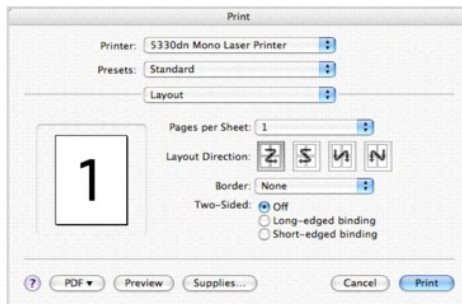 Print
Printer: 5330dn Mono Laser Printer
Presets: Standard
Layout
Pages per Sheet: 1
Layout Direction:
Border: None
Two-Sided: Off
Long-edged binding
Short-edged binding
1
? PDF ▼ Preview Supplies... Cancel Print